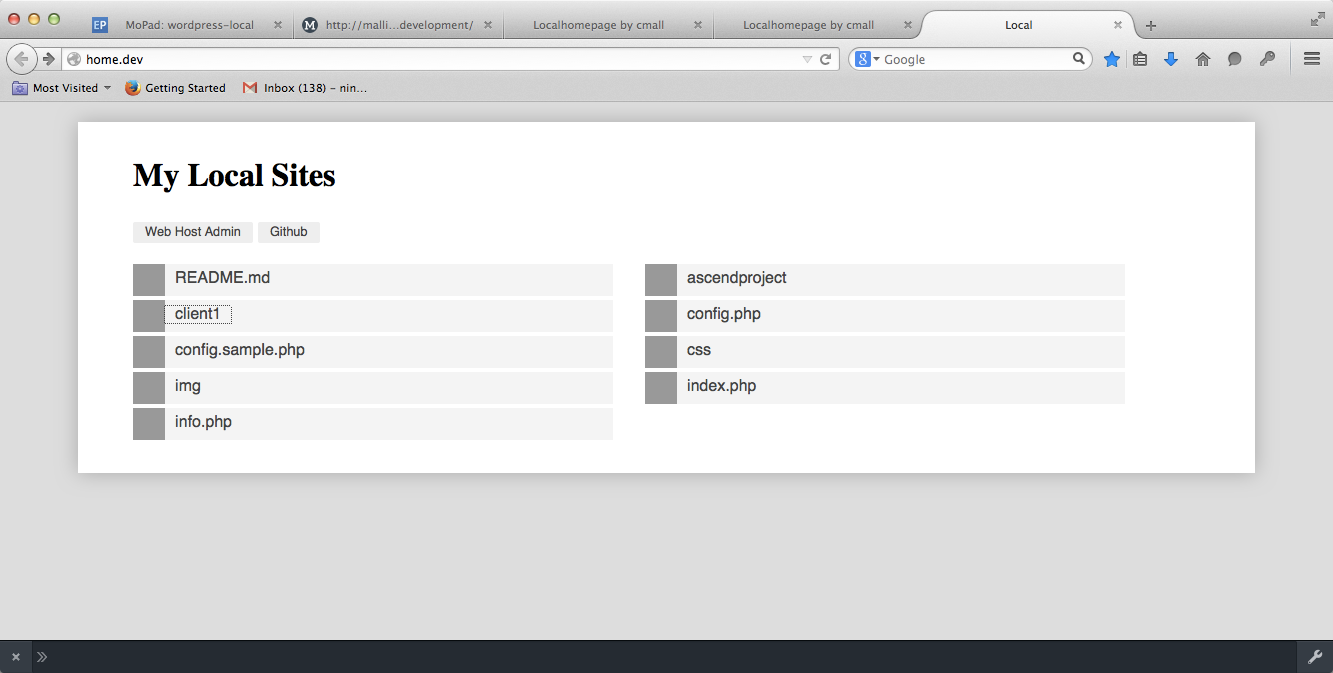 EP MoPad: wordpress-local
M http://malli...development/
Localhomepage by cmall
Localhomepage by cmall
Local
home.dev
8 Google
Most Visited
Getting Started
Inbox (138) – nin...
My Local Sites
Web Host Admin
Github
README.md
ascendproject
client1
config.php
config.sample.php
css
img
index.php
info.php